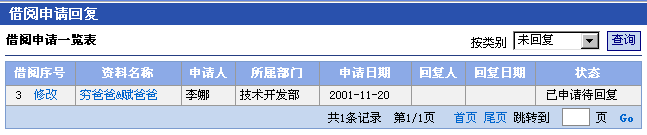 借阅申请回复
借阅申请一览表 按类别 未回复 查询
借阅序号 资料名称 申请人 所属部门 申请日期 回复人 回复日期 状态
3 修改 穷爸爸&赋爸爸 李娜 技术开发部 2001-11-20 已申请待回复
共1条记录 第1/1页 首页 尾页 跳转到 页 Go